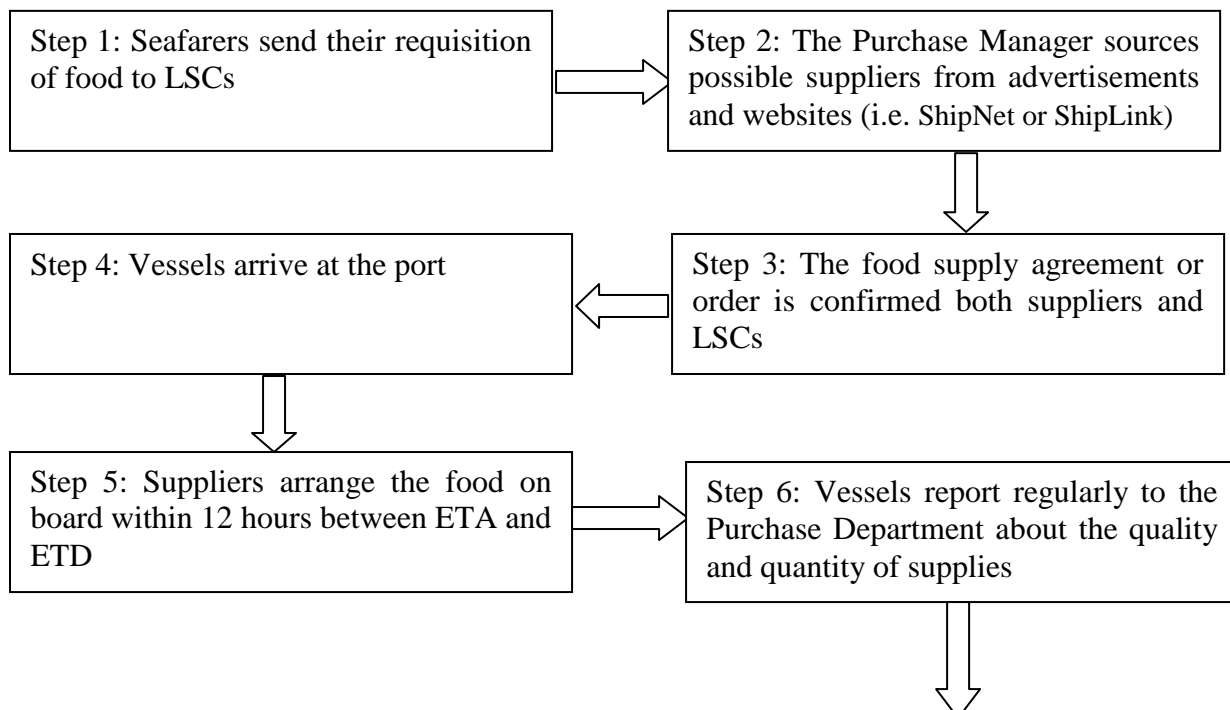 Step 1: Seafarers send their requisition
of food to LSCs
Step 2: The Purchase Manager sources
possible suppliers from advertisements
and websites (i.e. ShipNet or ShipLink)
Step 3: The food supply agreement or
order is confirmed both suppliers and
LSCs
Step 4: Vessels arrive at the port
Step 5: Suppliers arrange the food on
board within 12 hours between ETA and
ETD
Step 6: Vessels report regularly to the
Purchase Department about the quality
and quantity of supplies